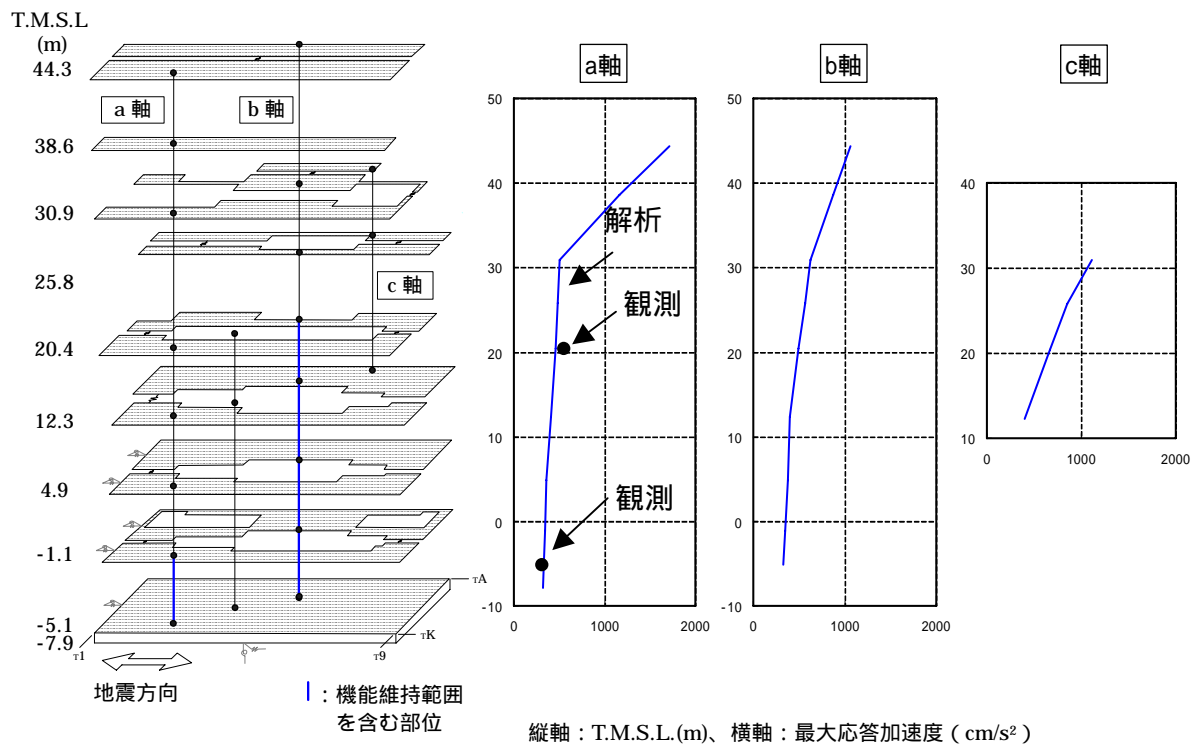 T.M.S.L
(m)
44.3
38.6
30.9
25.8
20.4
12.3
4.9
-1.1
-5.1
-7.9
a 軸
b 軸
c 軸
τA
τK
τ1
τ9
地震方向
：機能維持範囲
を含む部位
a軸
50
40
30
20
10
0
-10
0
1000
2000
解析
観測
観測
b軸
50
40
30
20
10
0
-10
0
1000
2000
c軸
40
30
20
10
0
1000
2000
縦軸：T.M.S.L.(m)、横軸：最大応答加速度（cm/s²）